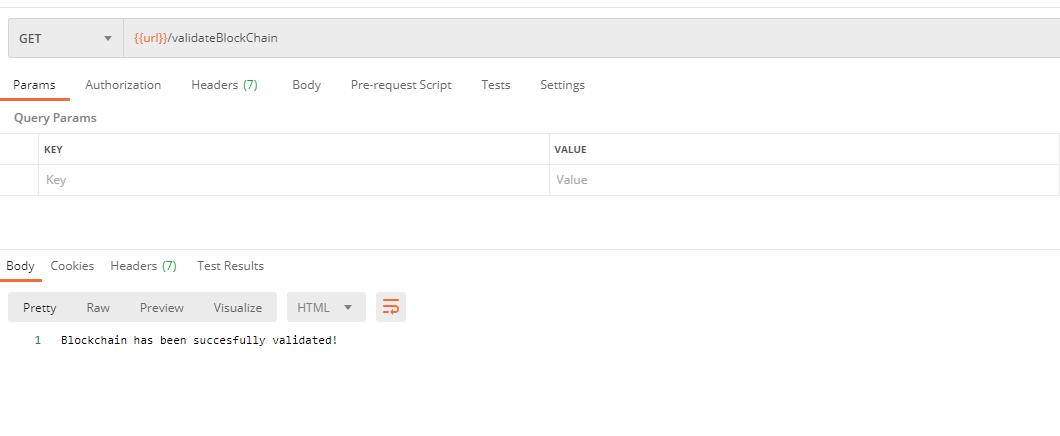 GET {{url}}/validateBlockChain
Params Authorization Headers (7) Body Pre-request Script Tests Settings
Query Params
KEY VALUE
Key Value
Body Cookies Headers (7) Test Results
Pretty Raw Preview Visualize HTML
1 Blockchain has been succesfully validated!